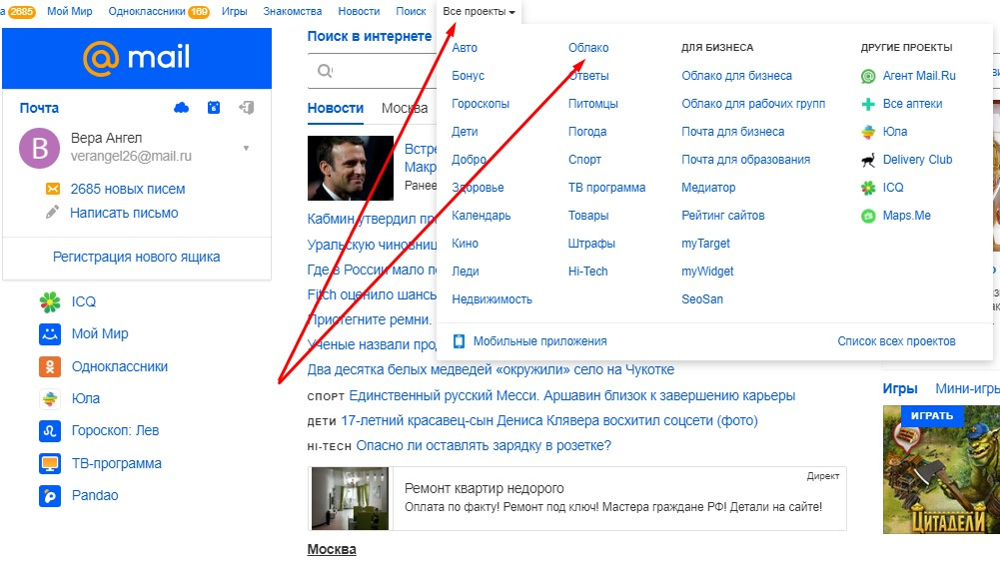 а 2685 Мой Мир Одноклассники 169 Игры Знакомства Новости Поиск Все проекты
@mail
Почта
6
В
Вера Ангел
verangel26@mail.ru
2685 новых писем
Написать письмо
Регистрация нового ящика
ICQ
Мой Мир
Одноклассники
Юла
Гороскоп: Лев
ТВ-программа
Pandao
Поиск в интернете
Новости Москва
Встре
Макр
Ранее
Кабмин утвердил пр
Уральскую чиновниц
Где в России мало по
Fitch оценило шансы
Пристегните ремни.
Ученые назвали прод
Два десятка белых медведей «окружили» село на Чукотке
СПОРТ Единственный русский Месси. Аршавин близок к завершению карьеры
ДЕТИ 17-летний красавец-сын Дениса Клявера восхитил соцсети (фото)
HI-TECH Опасно ли оставлять зарядку в розетке?
Директ
Ремонт квартир недорого
Оплата по факту! Ремонт под ключ! Мастера граждане РФ! Детали на сайте!
Москва
Авто
Бонус
Гороскопы
Дети
Добро
Здоровье
Календарь
Кино
Леди
Недвижимость
Облако
Ответы
Питомцы
Погода
Спорт
ТВ программа
Товары
Штрафы
Hi-Tech
ДЛЯ БИЗНЕСА
Облако для бизнеса
Облако для рабочих групп
Почта для бизнеса
Почта для образования
Медиатор
Рейтинг сайтов
myTarget
myWidget
SeoSan
ДРУГИЕ ПРОЕКТЫ
Агент Mail.Ru
Все аптеки
Юла
Delivery Club
ICQ
Maps.Me
Мобильные приложения
Список всех проектов
Игры Мини-игры
ИГРАТЬ
ЦИТАДЕЛИ